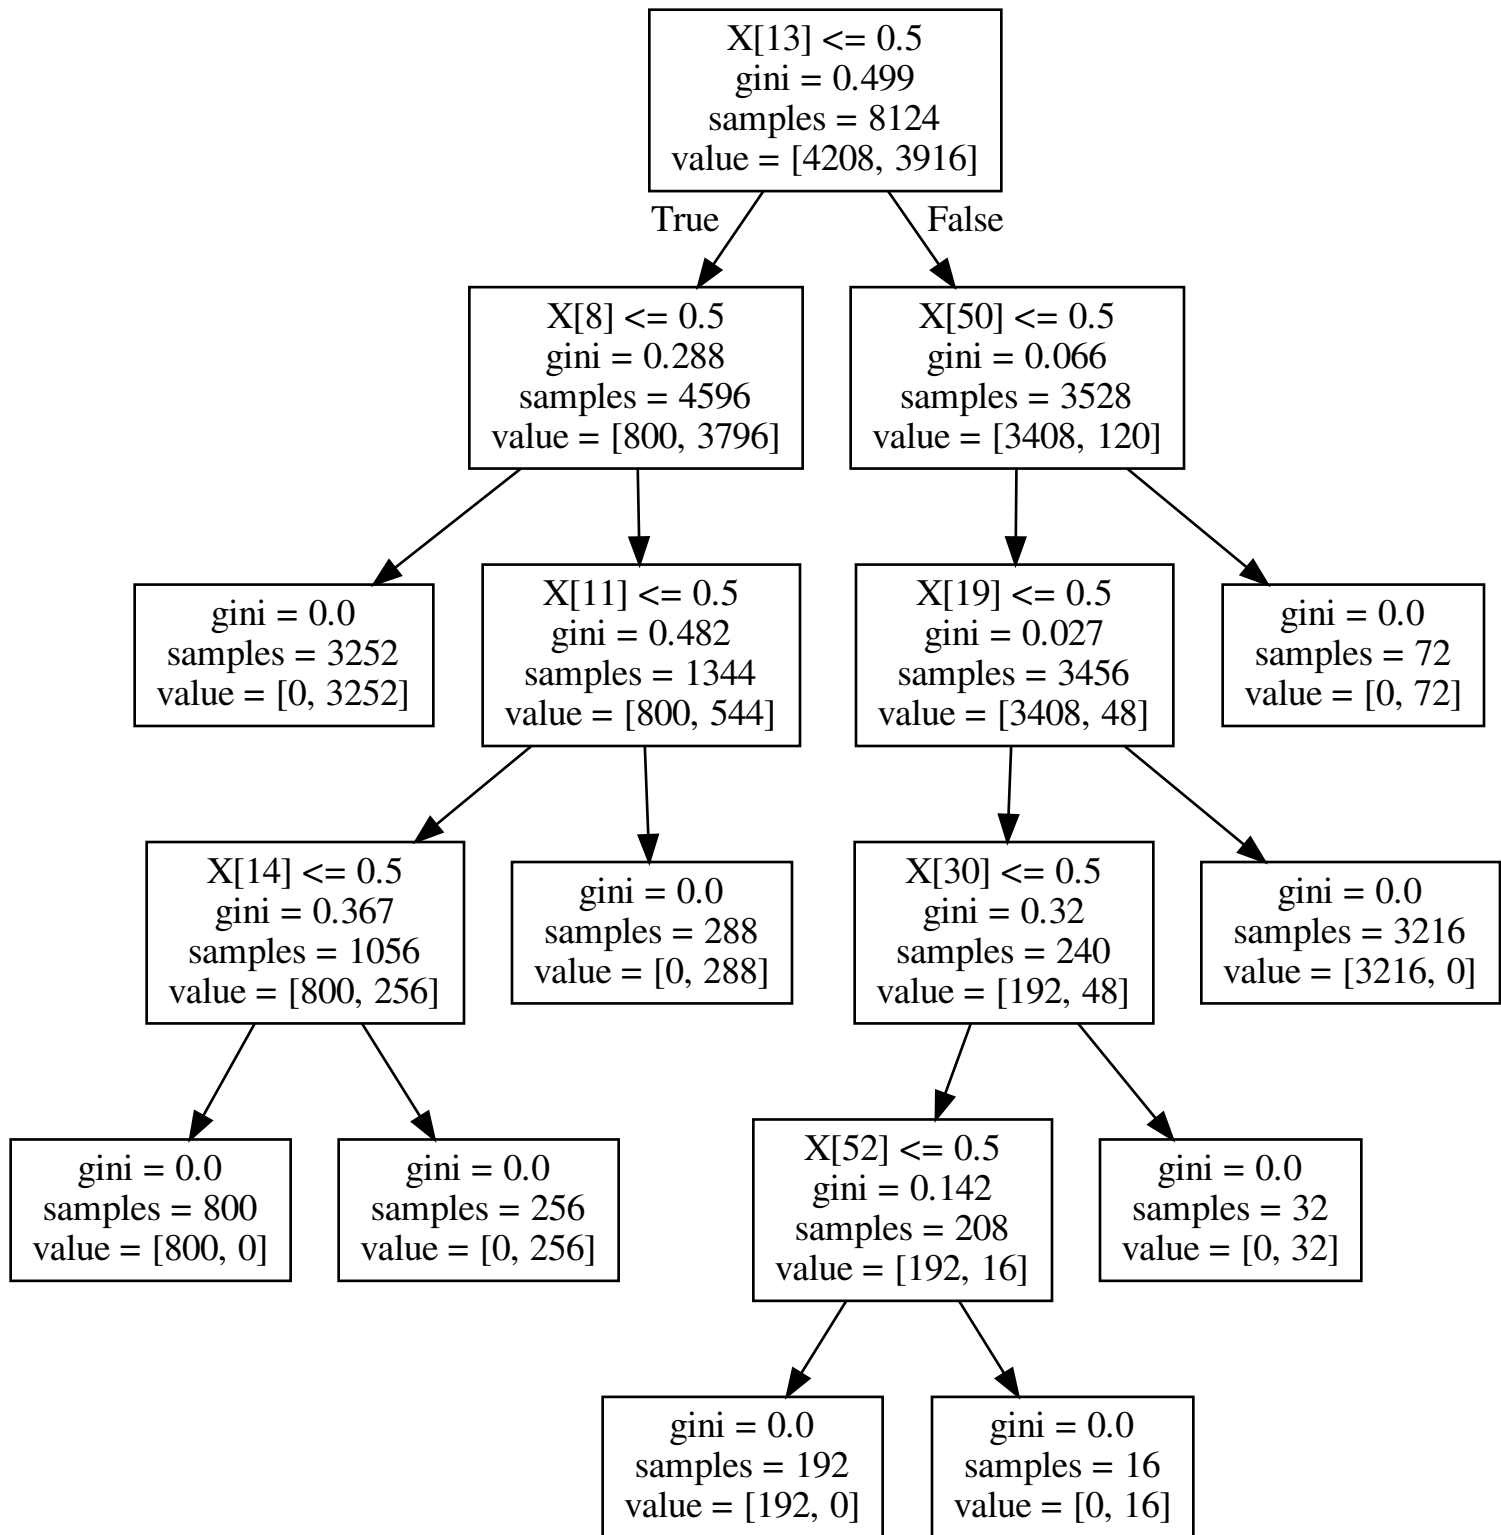 X[13] <= 0.5
gini = 0.499
samples = 8124
value = [4208, 3916]
True
False
X[8] <= 0.5
gini = 0.288
samples = 4596
value = [800, 3796]
X[50] <= 0.5
gini = 0.066
samples = 3528
value = [3408, 120]
gini = 0.0
samples = 3252
value = [0, 3252]
X[11] <= 0.5
gini = 0.482
samples = 1344
value = [800, 544]
X[19] <= 0.5
gini = 0.027
samples = 3456
value = [3408, 48]
gini = 0.0
samples = 72
value = [0, 72]
X[14] <= 0.5
gini = 0.367
samples = 1056
value = [800, 256]
gini = 0.0
samples = 288
value = [0, 288]
X[30] <= 0.5
gini = 0.32
samples = 240
value = [192, 48]
gini = 0.0
samples = 3216
value = [3216, 0]
gini = 0.0
samples = 800
value = [800, 0]
gini = 0.0
samples = 256
value = [0, 256]
X[52] <= 0.5
gini = 0.142
samples = 208
value = [192, 16]
gini = 0.0
samples = 32
value = [0, 32]
gini = 0.0
samples = 192
value = [192, 0]
gini = 0.0
samples = 16
value = [0, 16]